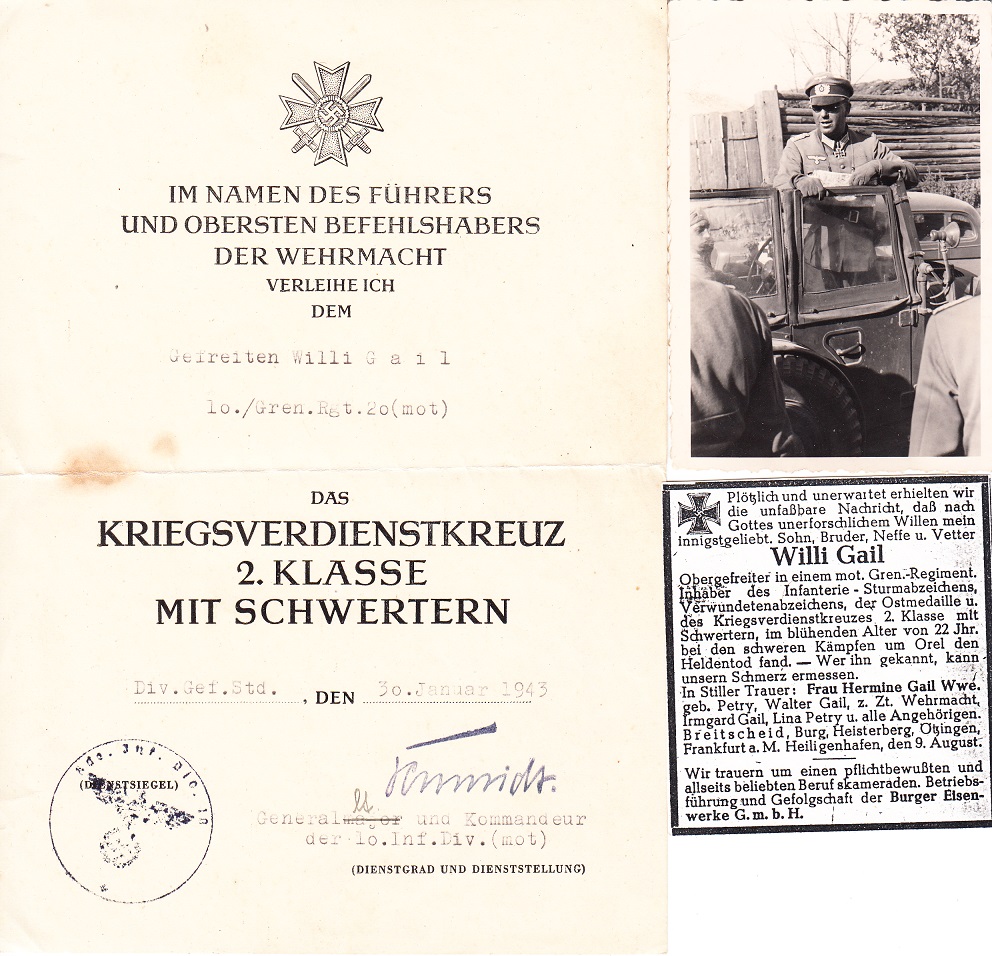 IM NAMEN DES FÜHRERS
UND OBERSTEN BEFEHLSHABERS
DER WEHRMACHT
VERLEIHE ICH
DEM
Gefreiten Willi G a i l
lo./Gren.Rgt.2o(mot)
DAS
KRIEGSVERDIENSTKREUZ
2. KLASSE
MIT SCHWERTERN
Div.Gef.Std. , DEN 3o.Januar 1943
(DIENSTSIEGEL)
Schmidt.
lt
Generalmajor und Kommandeur
der lo.Inf.Div.(mot)
(DIENSTGRAD UND DIENSTSTELLUNG)
Plötzlich und unerwartet erhielten wir
die unfaßbare Nachricht, daß nach
Gottes unerforschlichem Willen mein
innigstgeliebt. Sohn, Bruder, Neffe u. Vetter
Willi Gail
Obergefreiter in einem mot. Gren.-Regiment.
Inhaber des Infanterie-Sturmabzeichens,
Verwundetenabzeichens, der Ostmedaille u.
des Kriegsverdienstkreuzes 2. Klasse mit
Schwertern, im blühenden Alter von 22 Jhr.
bei den schweren Kämpfen um Orel den
Heldentod fand. — Wer ihn gekannt, kann
unsern Schmerz ermessen.
In Stiller Trauer: Frau Hermine Gail Wwe.
geb. Petry, Walter Gail, z. Zt. Wehrmacht,
Irmgard Gail, Lina Petry u. alle Angehörigen.
Breitscheid, Burg, Heisterberg, Ötzingen,
Frankfurt a. M. Heiligenhafen, den 9. August.
Wir trauern um einen pflichtbewußten und
allseits beliebten Berufskameraden. Betriebs-
führung und Gefolgschaft der Burger Eisen-
werke G. m. b. H.